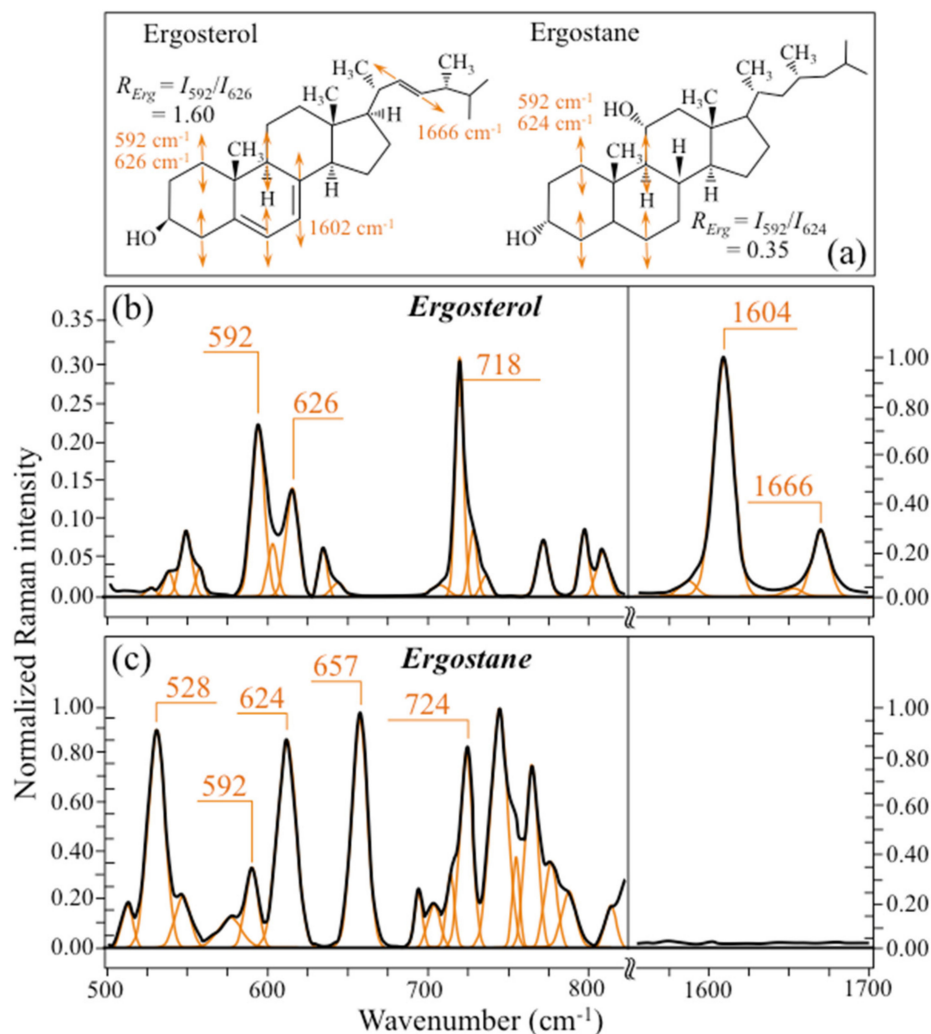 Ergosterol
R_Erg = I_592/I_626
= 1.60
592 cm⁻¹
626 cm⁻¹
H₃C
CH₃
H₃C
H
1666 cm⁻¹
CH₃
H
H
1602 cm⁻¹
HO
Ergostane
CH₃
CH₃
592 cm⁻¹
624 cm⁻¹
HO
H₃C
CH₃
H
H
H
HO
R_Erg = I_592/I_624
= 0.35
(a)
(b)
Ergosterol
592
626
718
1604
1666
0.35
0.30
0.25
0.20
0.15
0.10
0.05
0.00
1.00
0.80
0.60
0.40
0.20
0.00
Normalized Raman intensity
(c)
Ergostane
528
624
657
724
592
1.00
0.80
0.60
0.40
0.20
0.00
1.00
0.80
0.60
0.40
0.20
0.00
500
600
700
800
1600
1700
Wavenumber (cm⁻¹)